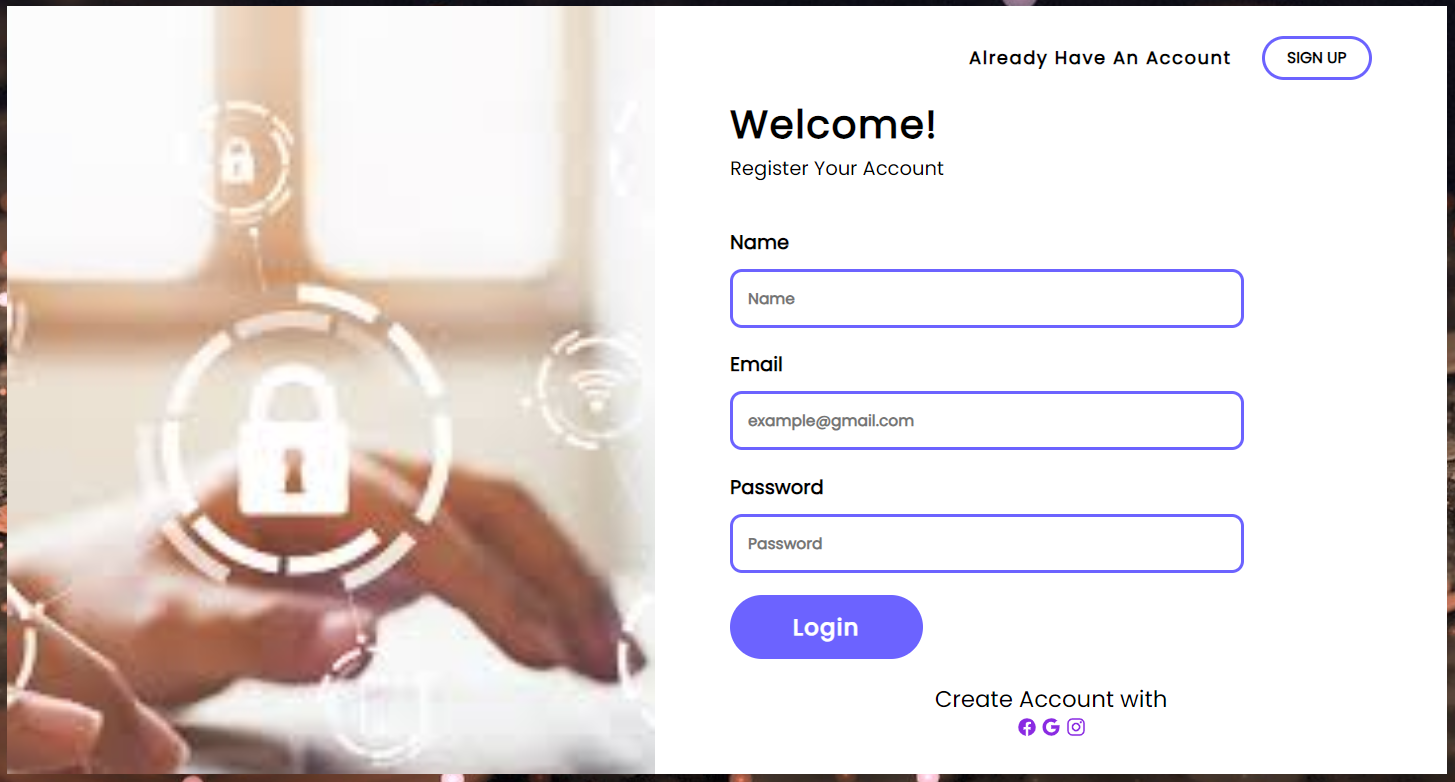 Already Have An Account SIGN UP
Welcome!
Register Your Account
Name
Name
Email
example@gmail.com
Password
Password
Login
Create Account with